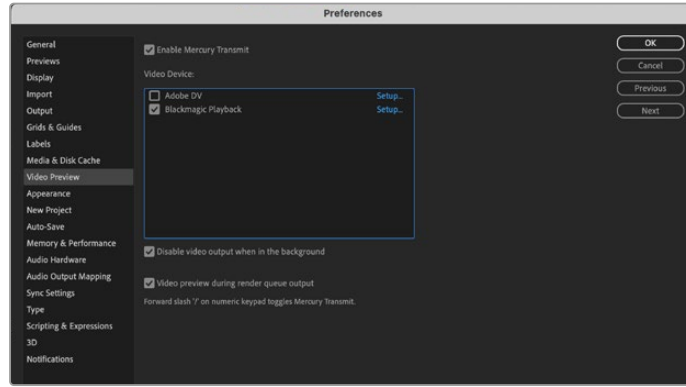 Preferences
General
Previews
Display
Import
Output
Grids & Guides
Labels
Media & Disk Cache
Video Preview
Appearance
New Project
Auto-Save
Memory & Performance
Audio Hardware
Audio Output Mapping
Sync Settings
Type
Scripting & Expressions
3D
Notifications
Enable Mercury Transmit
Video Device:
Adobe DV Setup...
Blackmagic Playback Setup...
Disable video output when in the background
Video preview during render queue output
Forward slash '/' on numeric keypad toggles Mercury Transmit.
OK
Cancel
Previous
Next